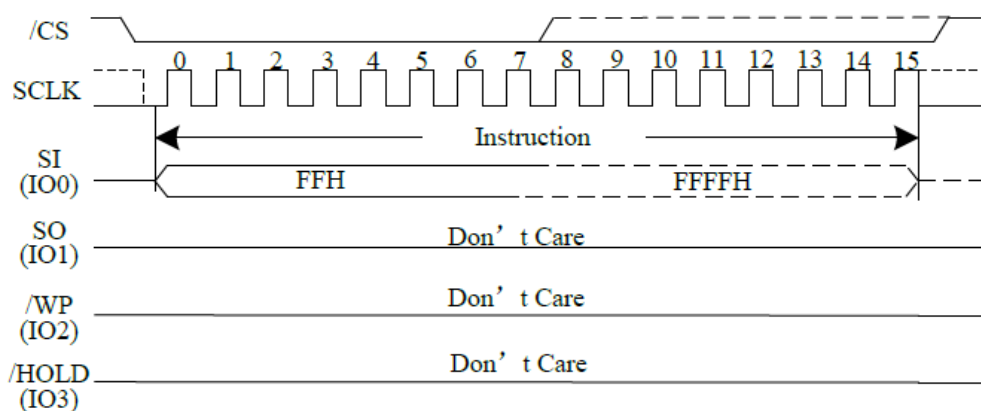 /CS
0 1 2 3 4 5 6 7 8 9 10 11 12 13 14 15
SCLK
Instruction
SI
(IO0)
FFH
FFFFH
SO
(IO1)
Don’t Care
/WP
(IO2)
Don’t Care
/HOLD
(IO3)
Don’t Care